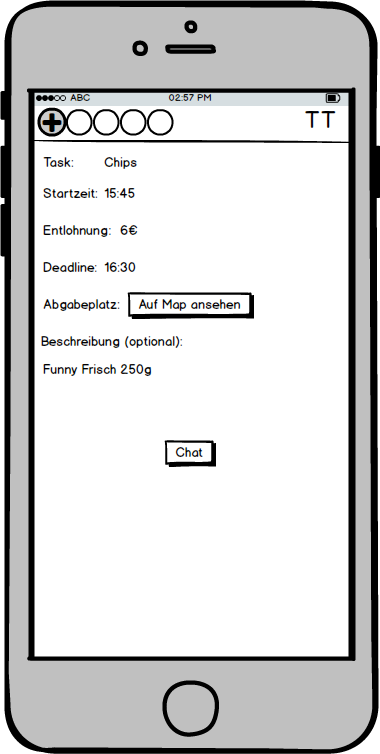 ABC 02:57 PM
TT
Task: Chips
Startzeit: 15:45
Entlohnung: 6€
Deadline: 16:30
Abgabeplatz: Auf Map ansehen
Beschreibung (optional):
Funny Frisch 250g
Chat